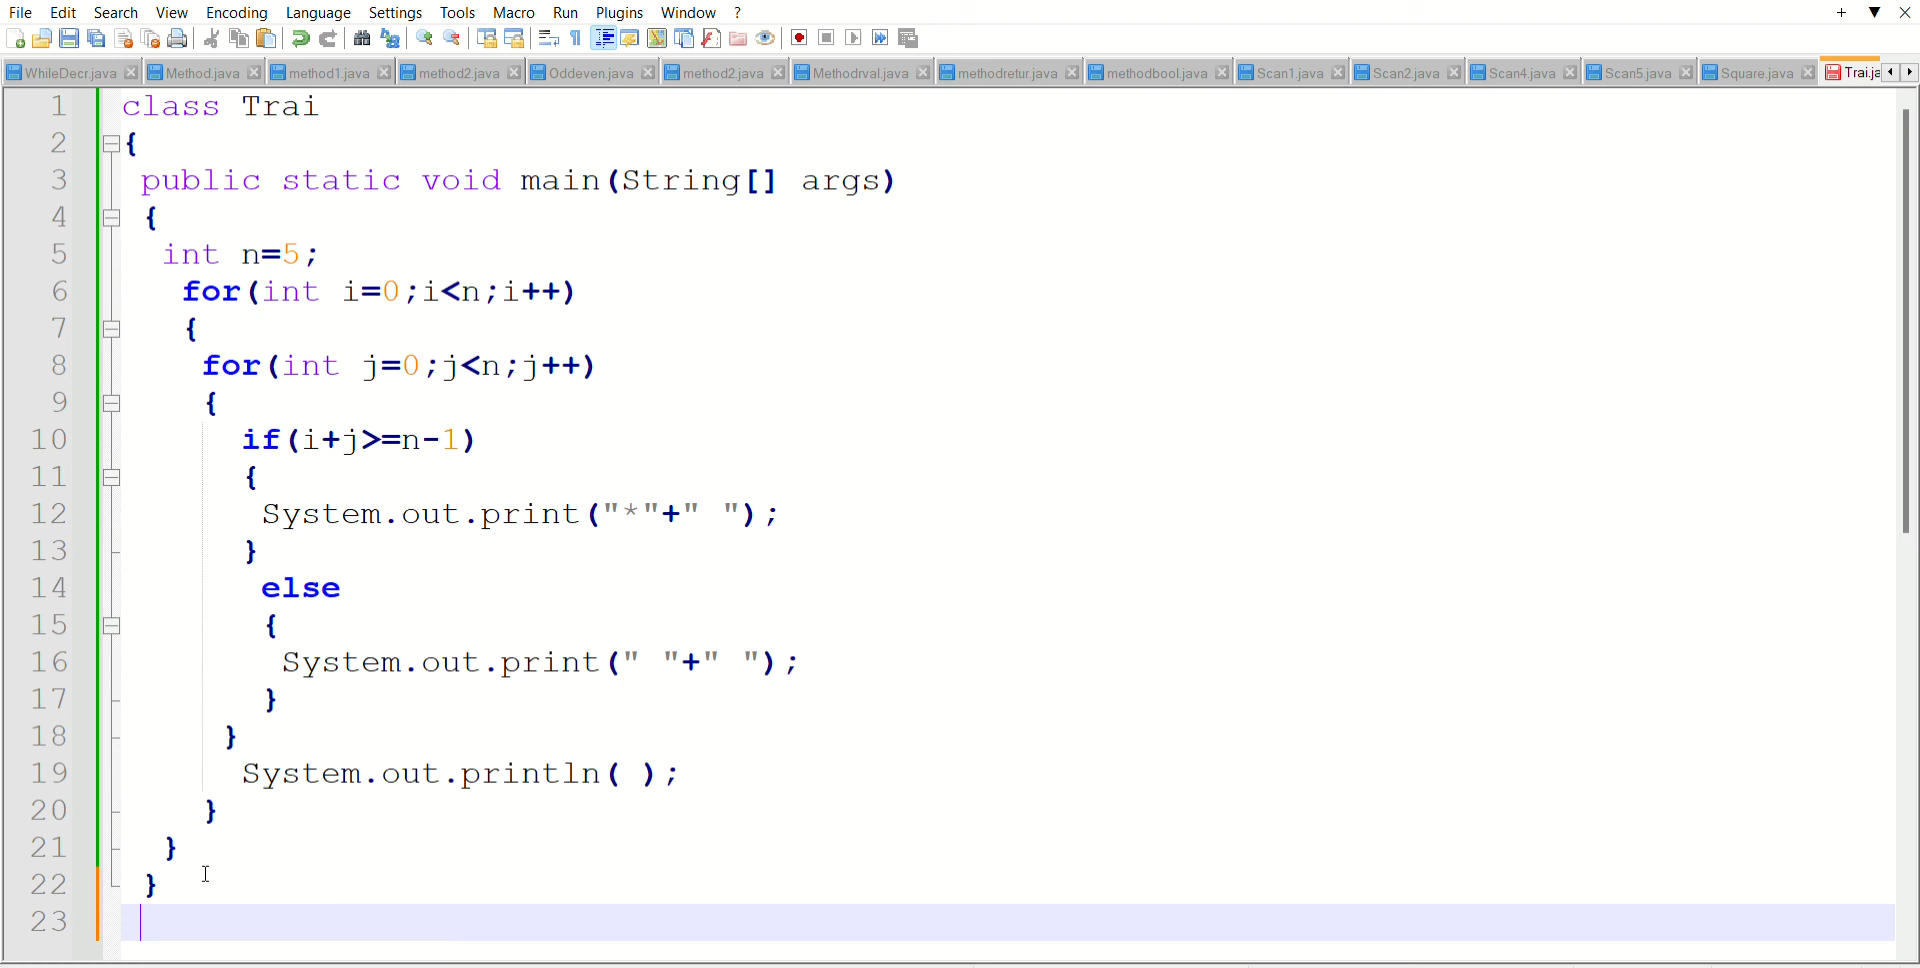 File Edit Search View Encoding Language Settings Tools Macro Run Plugins Window ? + ▼ ✕
WhileDecr.java Method.java method1.java method2.java Oddeven.java method2.java Methodrval.java methodretur.java methodbool.java Scan1.java Scan2.java Scan4.java Scan5.java Square.java Trai.ja
1 class Trai
2 {
3 public static void main(String[] args)
4 {
5 int n=5;
6 for(int i=0;i<n;i++)
7 {
8 for(int j=0;j<n;j++)
9 {
10 if(i+j>=n-1)
11 {
12 System.out.print("*"+" ");
13 }
14 else
15 {
16 System.out.print(" "+" ");
17 }
18 }
19 System.out.println( );
20 }
21 }
22 }
23